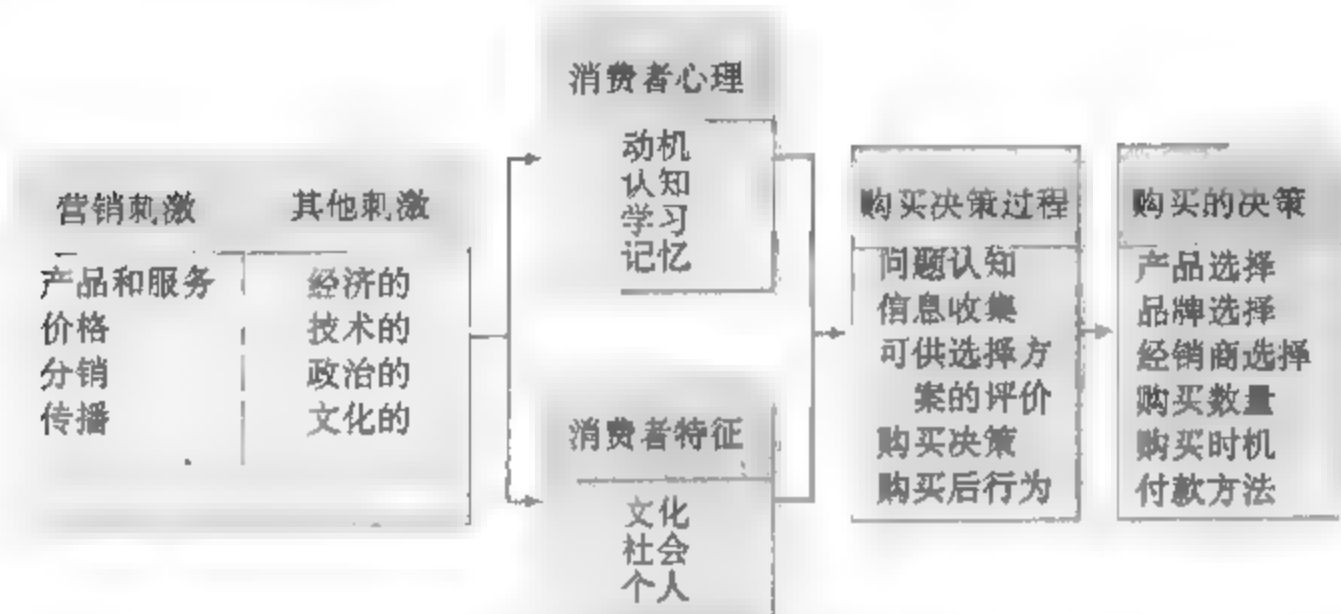 营销刺激
其他刺激
产品和服务
价格
分销
传播
经济的
技术的
政治的
文化的
消费者心理
动机
认知
学习
记忆
消费者特征
文化
社会
个人
购买决策过程
问题认知
信息收集
可供选择方
案的评价
购买决策
购买后行为
购买的决策
产品选择
品牌选择
经销商选择
购买数量
购买时机
付款方法